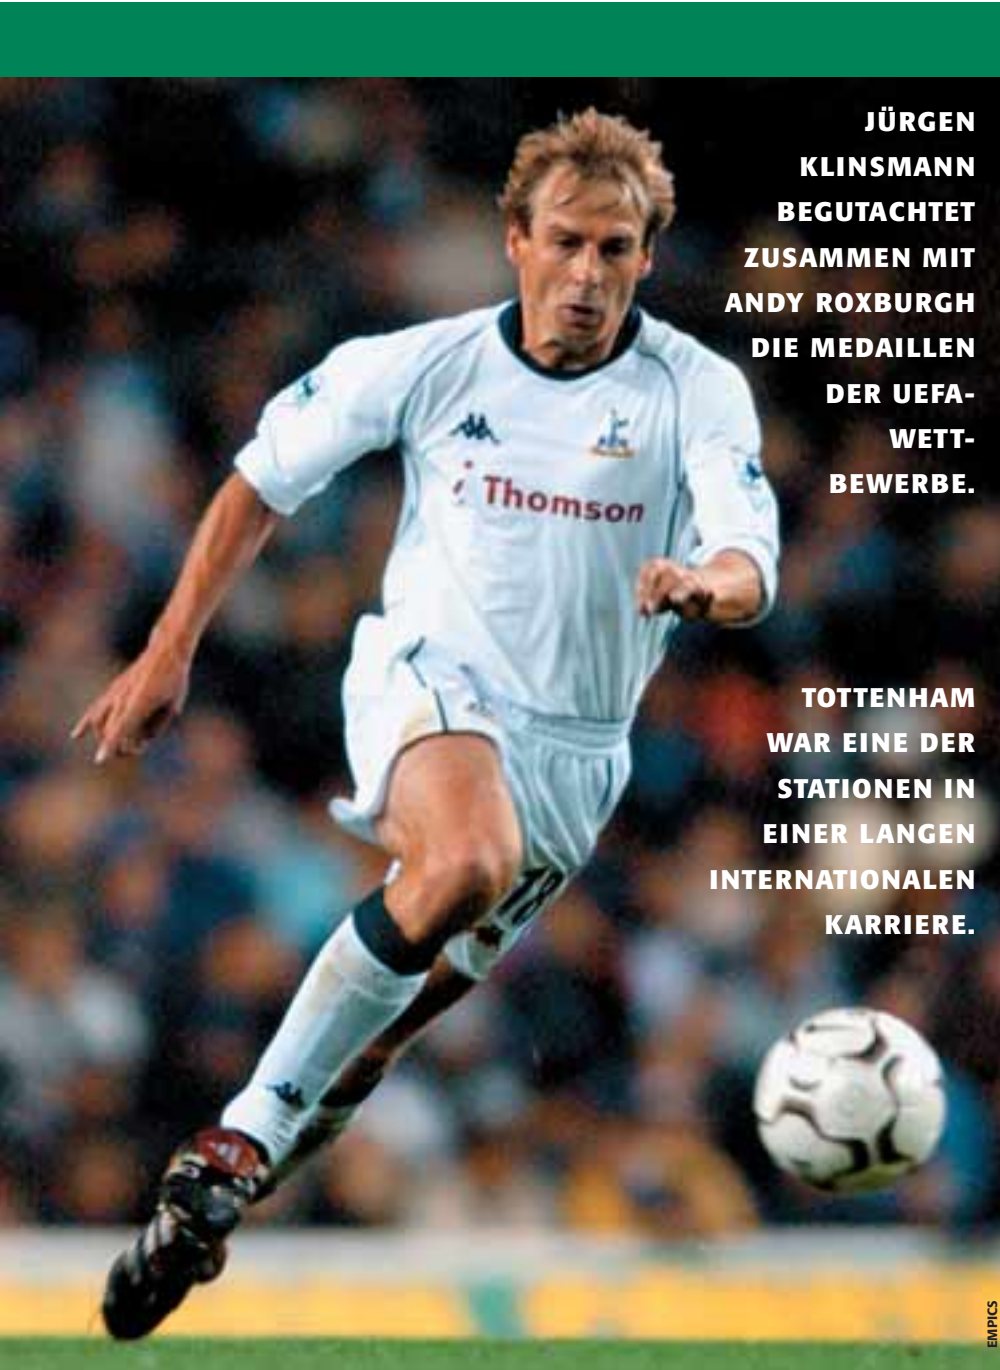 JÜRGEN
KLINSMANN
BEGUTACHTET
ZUSAMMEN MIT
ANDY ROXBURGH
DIE MEDAILLEN
DER UEFA-
WETT-
BEWERBE.
Thomson
TOTTENHAM
WAR EINE DER
STATIONEN IN
EINER LANGEN
INTERNATIONALEN
KARRIERE.
18
EMPICS